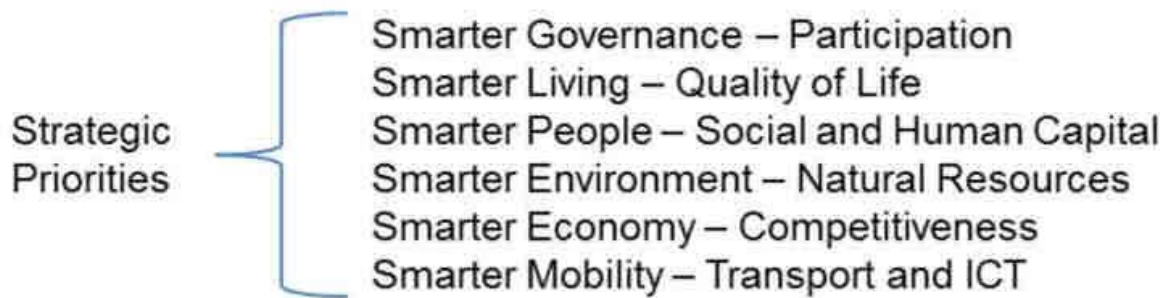 Smarter Governance – Participation
Smarter Living – Quality of Life
Strategic
Priorities
Smarter People – Social and Human Capital
Smarter Environment – Natural Resources
Smarter Economy – Competitiveness
Smarter Mobility – Transport and ICT